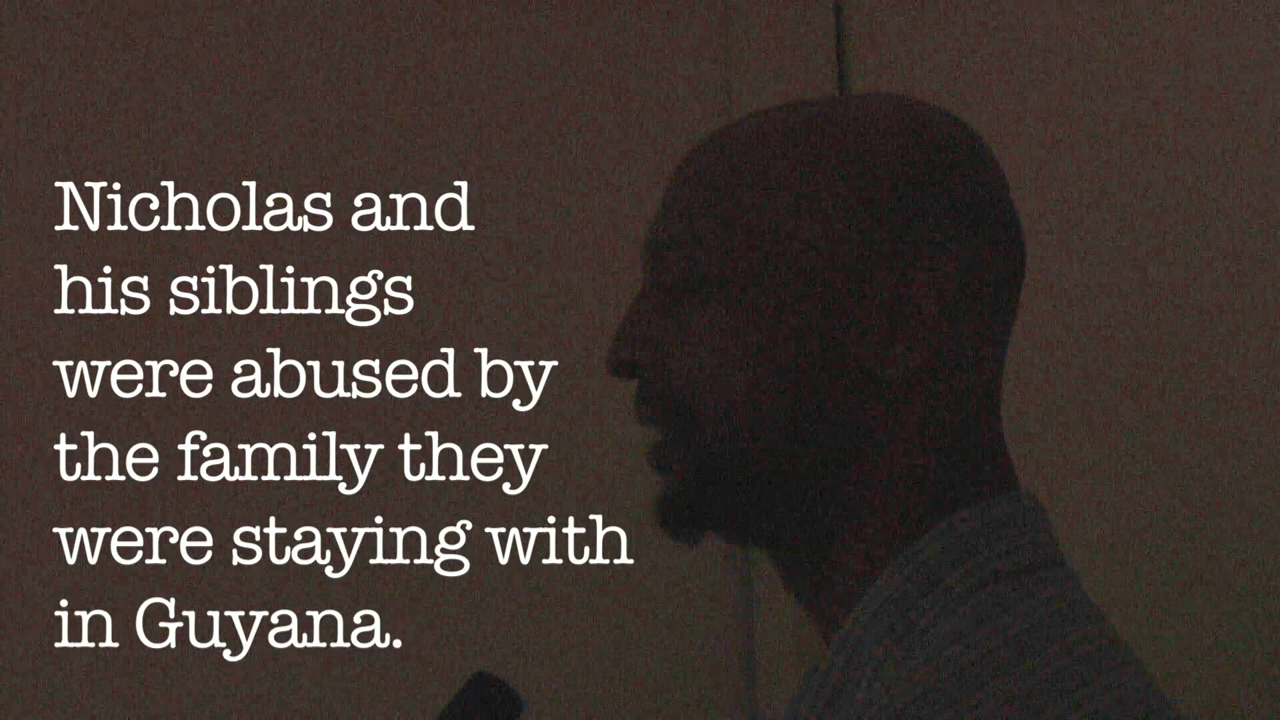 Nicholas and
his siblings
were abused by
the family they
were staying with
in Guyana.